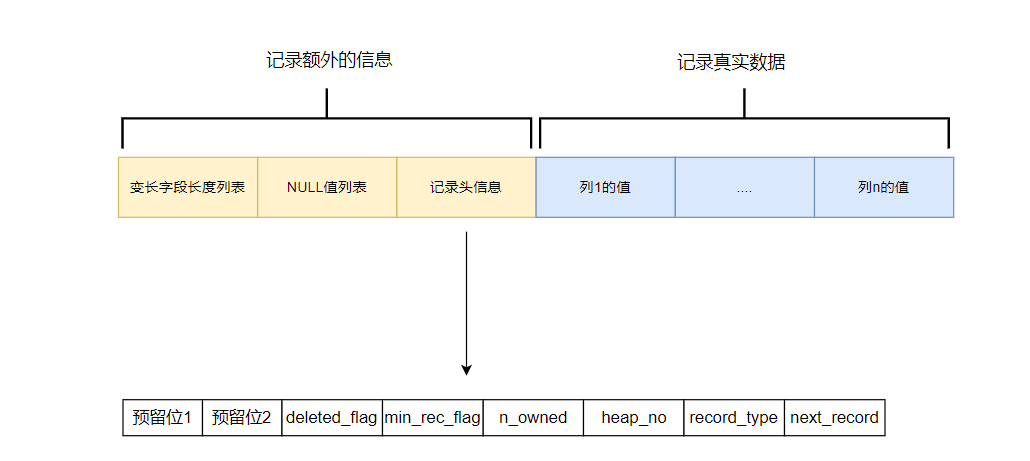 记录额外的信息
记录真实数据
变长字段长度列表 NULL值列表 记录头信息 列1的值 .... 列n的值
预留位1 预留位2 deleted_flag min_rec_flag n_owned heap_no record_type next_record